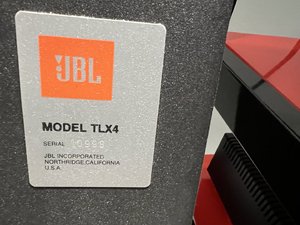 JBL
MODEL TLX4
SERIAL
JBL INCORPORATED
NORTHRIDGE, CALIFORNIA
U.S.A.